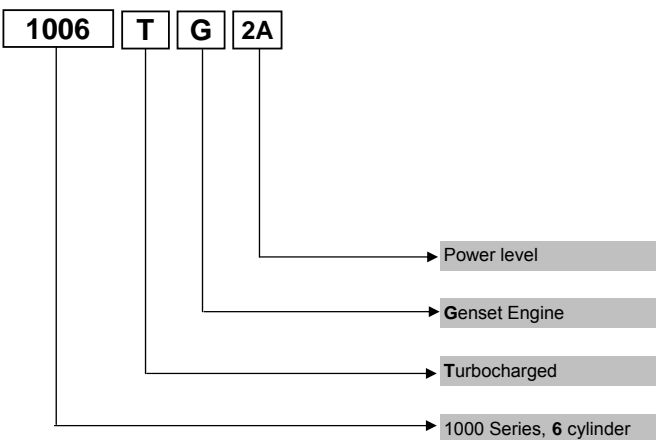 1006 T G 2A
Power level
Genset Engine
Turbocharged
1000 Series, 6 cylinder